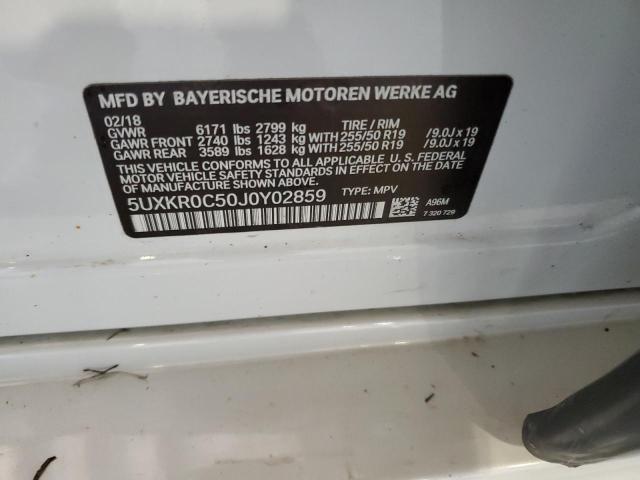 MFD BY BAYERISCHE MOTOREN WERKE AG
02/18
GVWR 6171 lbs 2799 kg TIRE / RIM
GAWR FRONT 2740 lbs 1243 kg WITH 255/50 R19 /9.0J x 19
GAWR REAR 3589 lbs 1628 kg WITH 255/50 R19 /9.0J x 19
THIS VEHICLE CONFORMS TO ALL APPLICABLE U. S. FEDERAL
MOTOR VEHICLE SAFETY STANDARDS IN EFFECT ON THE
DATE OF MANUFACTURE SHOWN ABOVE.
5UXKR0C50J0Y02859 TYPE: MPV A96M
7 320 729